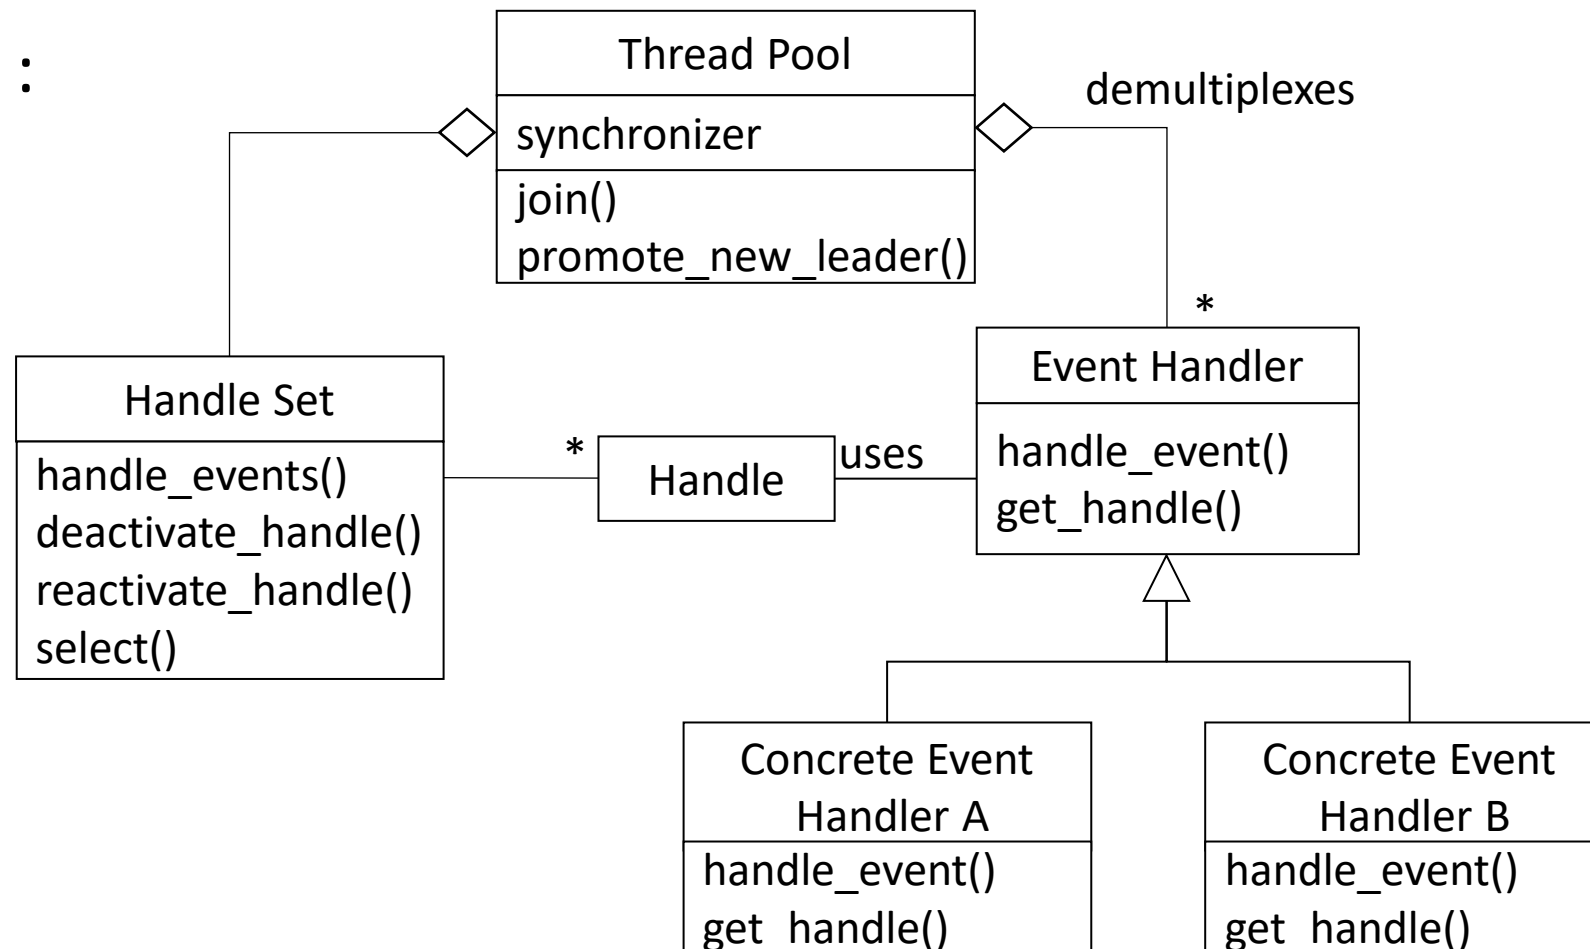 :
Thread Pool
synchronizer
join()
promote_new_leader()
demultiplexes
*
Handle Set
handle_events()
deactivate_handle()
reactivate_handle()
select()
*
Handle
uses
Event Handler
handle_event()
get_handle()
Concrete Event
Handler A
handle_event()
get_handle()
Concrete Event
Handler B
handle_event()
get_handle()